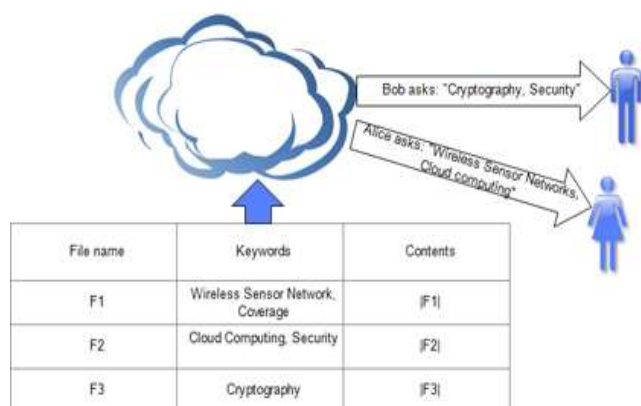 Bob asks: "Cryptography, Security"
Alice asks: "Wireless Sensor Networks,
Cloud computing"
File name
Keywords
Contents
F1
Wireless Sensor Network,
Coverage
|F1|
F2
Cloud Computing, Security
|F2|
F3
Cryptography
|F3|